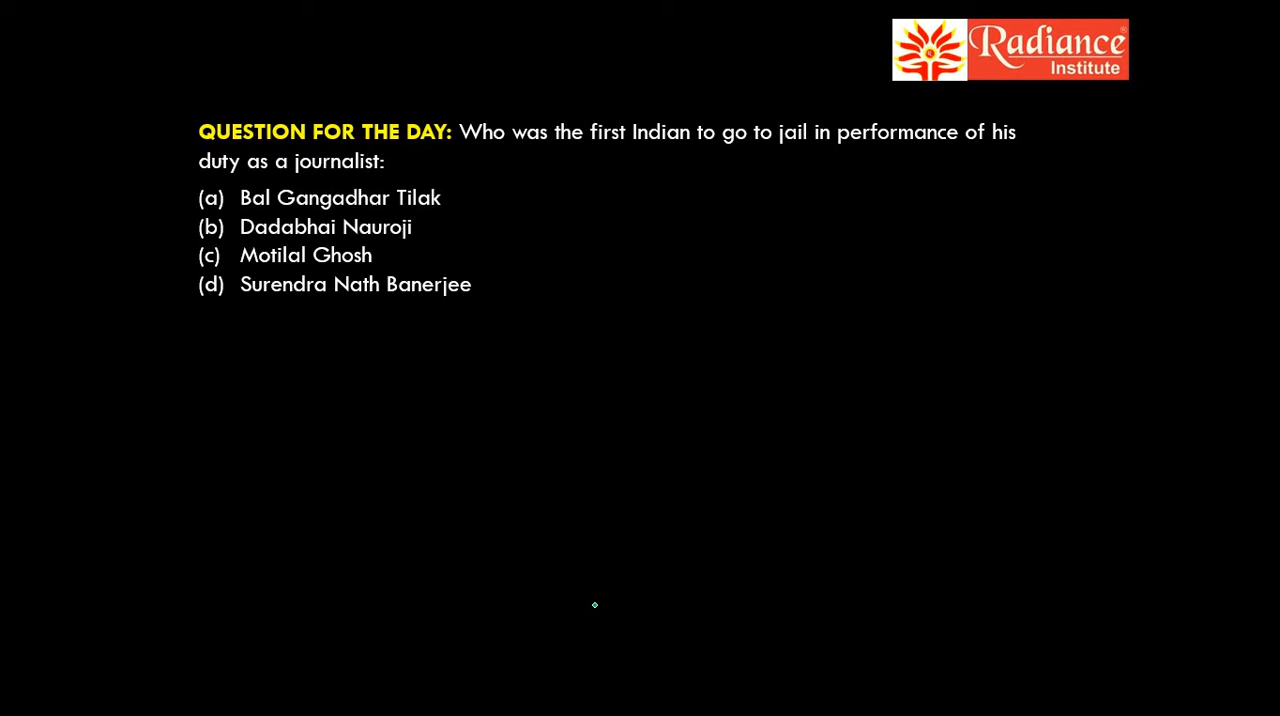 Radiance
Institute
QUESTION FOR THE DAY: Who was the first Indian to go to jail in performance of his
duty as a journalist:
(a) Bal Gangadhar Tilak
(b) Dadabhai Nauroji
(c) Motilal Ghosh
(d) Surendra Nath Banerjee